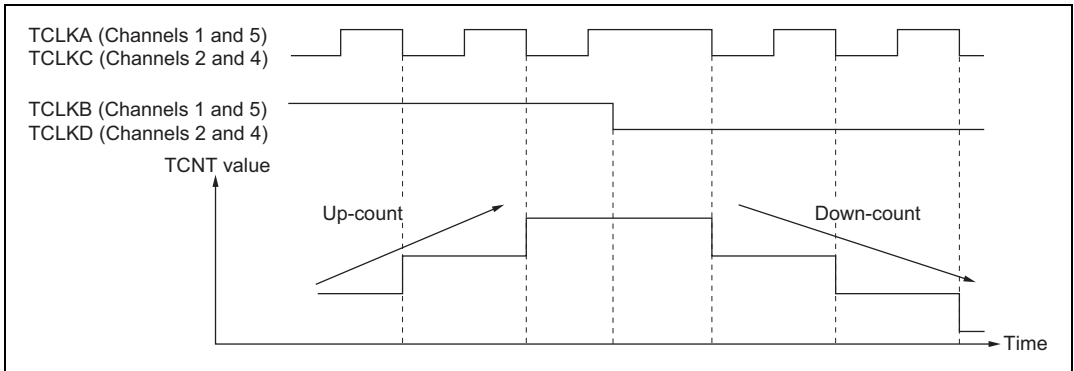 TCLKA (Channels 1 and 5)
TCLKC (Channels 2 and 4)
TCLKB (Channels 1 and 5)
TCLKD (Channels 2 and 4)
TCNT value
Up-count
Down-count
Time